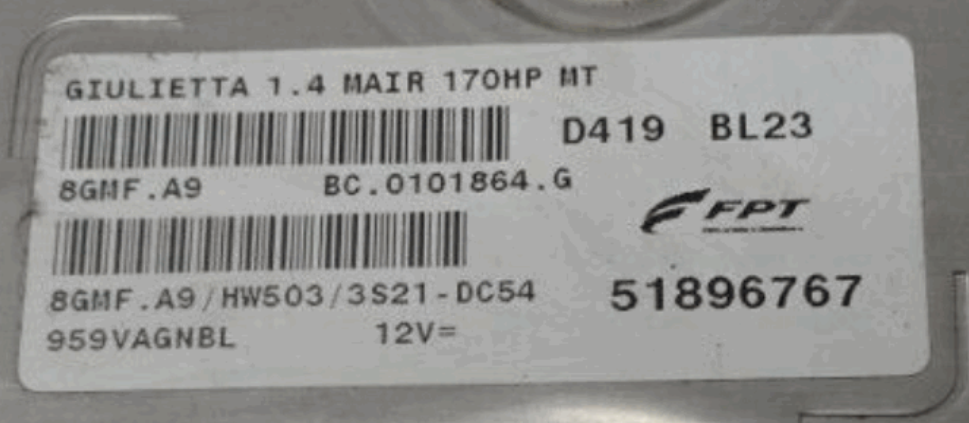 GIULIETTA 1.4 MAIR 170HP MT
D419 BL23
8GMF.A9 BC.0101864.G
FPT
8GMF.A9/HW503/3S21-DC54
51896767
959VAGNBL 12V=